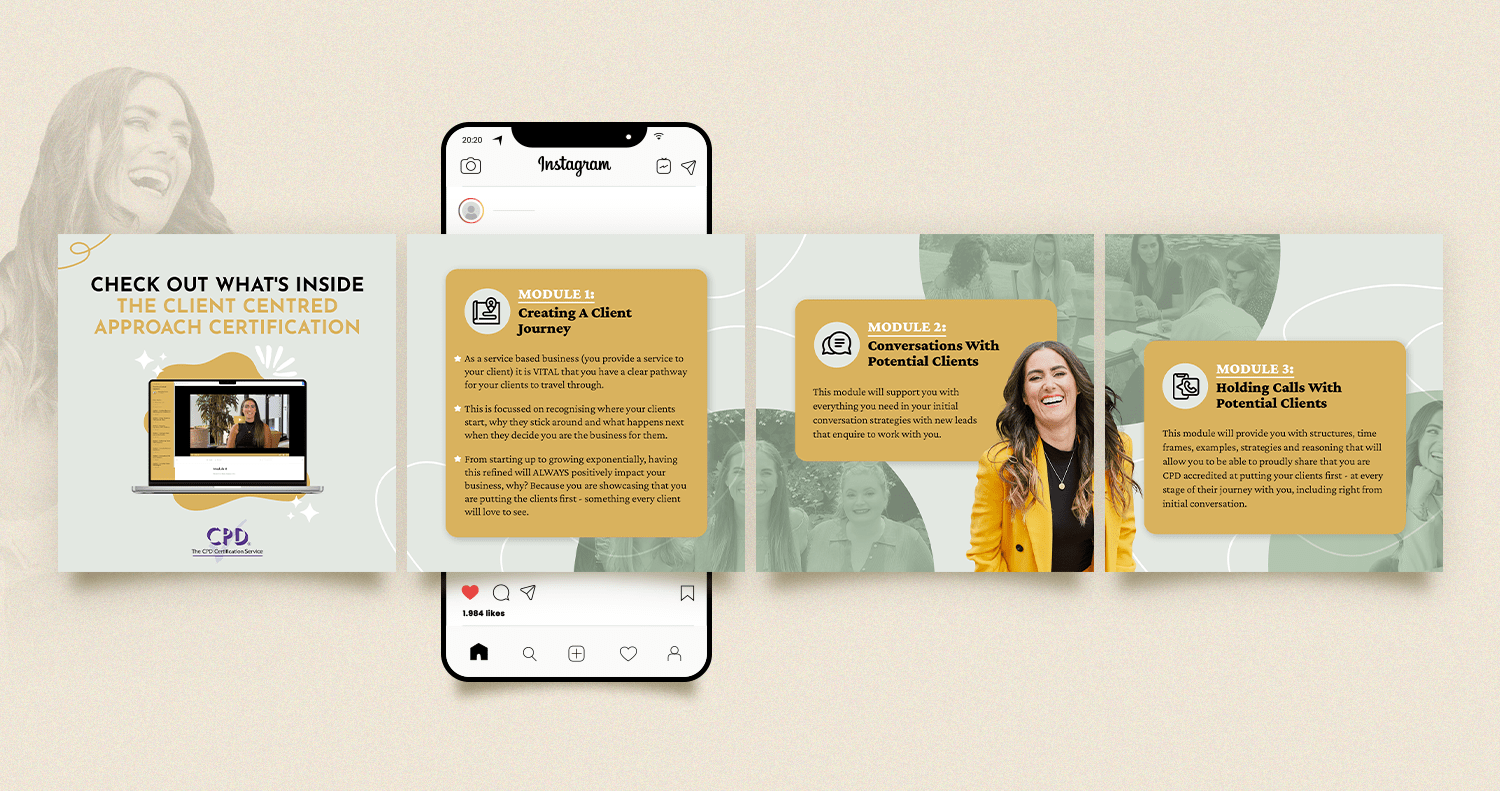 20:20
Instagram
CHECK OUT WHAT'S INSIDE
THE CLIENT CENTRED
APPROACH CERTIFICATION
CPD
The CPD Certification Service
MODULE 1:
Creating A Client
Journey
As a service based business (you provide a service to
your client) it is VITAL that you have a clear pathway
for your clients to travel through.
This is focussed on recognising where your clients
start, why they stick around and what happens next
when they decide you are the business for them.
From starting up to growing exponentially, having
this refined will ALWAYS positively impact your
business, why? Because you are showcasing that you
are putting the clients first - something every client
will love to see.
MODULE 2:
Conversations With
Potential Clients
This module will support you with
everything you need in your initial
conversation strategies with new leads
that enquire to work with you.
MODULE 3:
Holding Calls With
Potential Clients
This module will provide you with structures, time
frames, examples, strategies and reasoning that will
allow you to be able to proudly share that you are
CPD accredited at putting your clients first - at every
stage of their journey with you, including right from
initial conversation.
1.984 likes